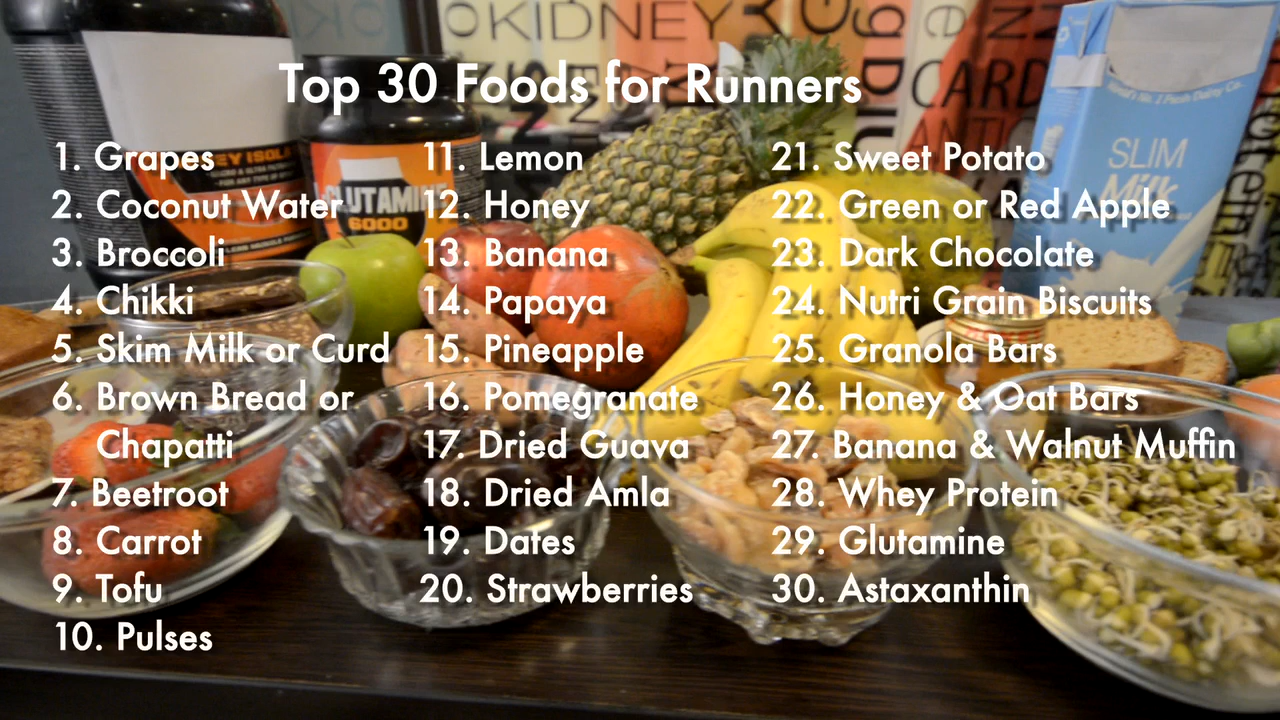 Top 30 Foods for Runners
1. Grapes
2. Coconut Water
3. Broccoli
4. Chikki
5. Skim Milk or Curd
6. Brown Bread or
Chapatti
7. Beetroot
8. Carrot
9. Tofu
10. Pulses
11. Lemon
12. Honey
13. Banana
14. Papaya
15. Pineapple
16. Pomegranate
17. Dried Guava
18. Dried Amla
19. Dates
20. Strawberries
21. Sweet Potato
22. Green or Red Apple
23. Dark Chocolate
24. Nutri Grain Biscuits
25. Granola Bars
26. Honey & Oat Bars
27. Banana & Walnut Muffin
28. Whey Protein
29. Glutamine
30. Astaxanthin
KIDNEY
CARD
SLIM
Milk
6000